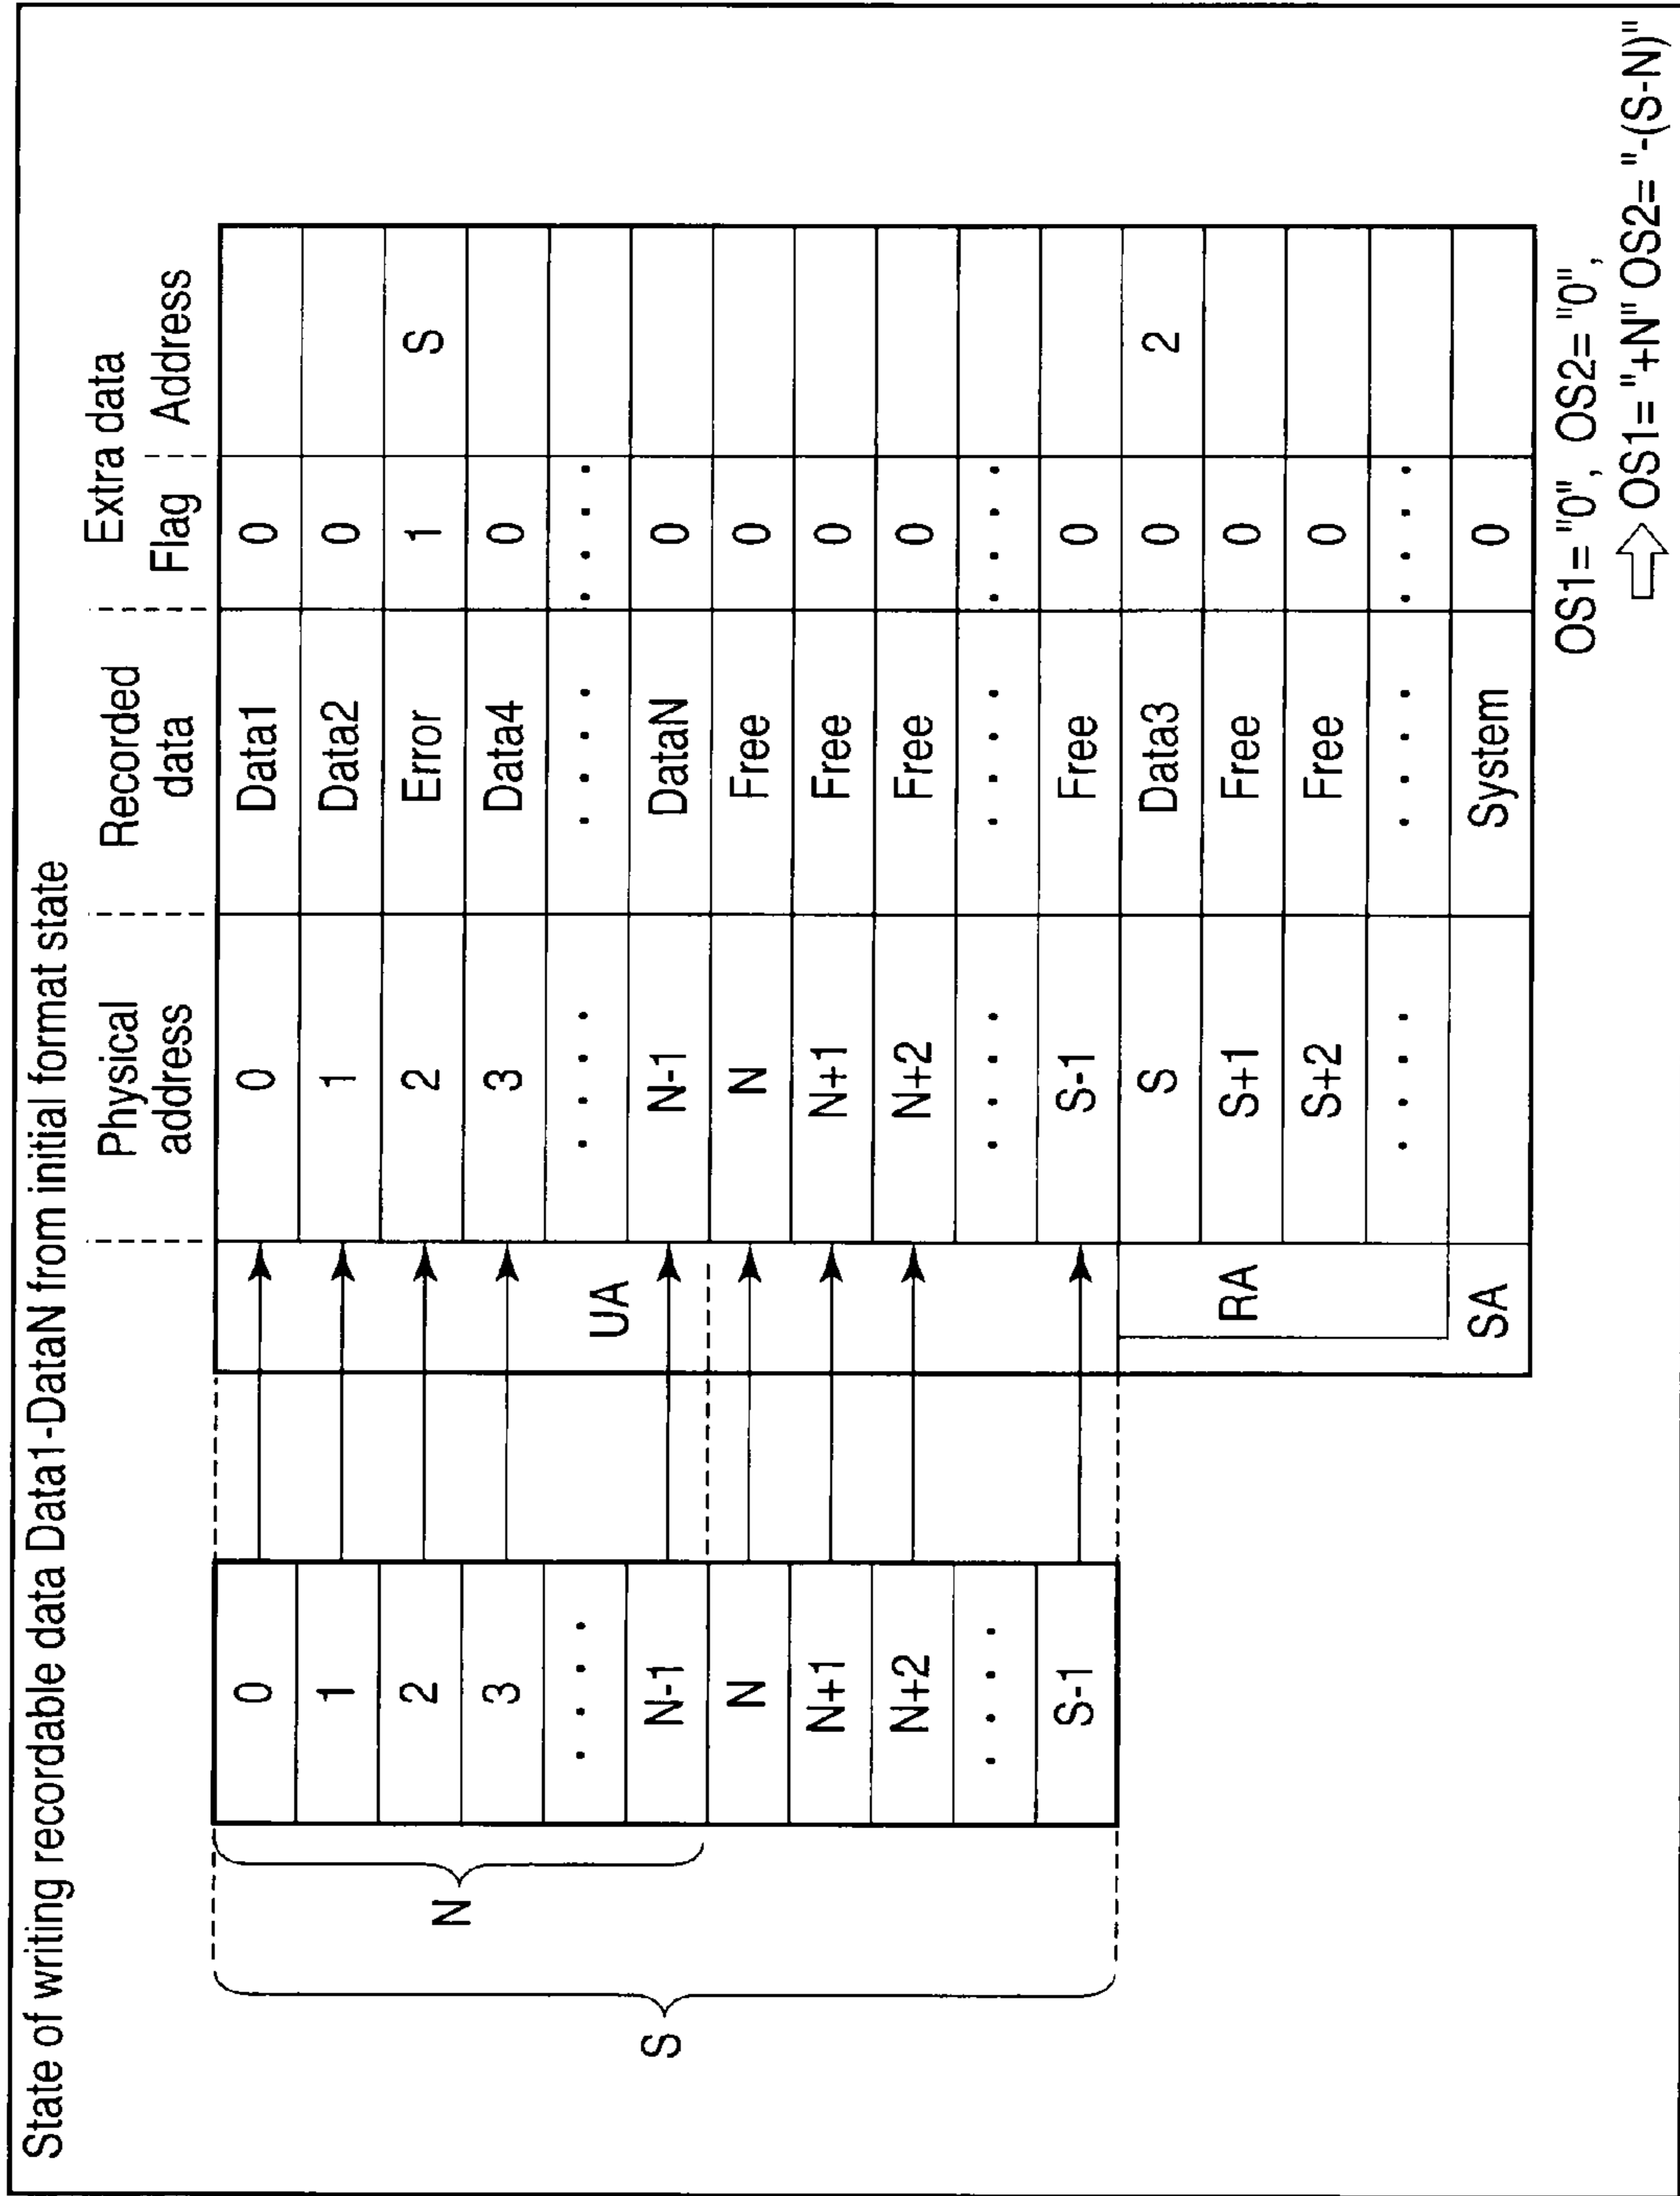 State of writing recordable data Data1-DataN from initial format state
Physical address Recorded data Extra data
Flag Address
0 0 Data1 0
1 1 Data2 0
2 2 Error 1 S
3 3 Data4 0
. . . . . . . . . . . . . . . .
N-1 UA N-1 DataN 0
N N Free 0
N+1 N+1 Free 0
N+2 N+2 Free 0
. . . . . . . . . . . . . . . .
S-1 S-1 Free 0
S Data3 0 2
RA S+1 Free 0
S+2 Free 0
. . . . . . . . . . . .
SA System 0
N
S
OS1= "0", OS2= "0",
⇨ OS1= "+N" OS2= "-(S-N)"